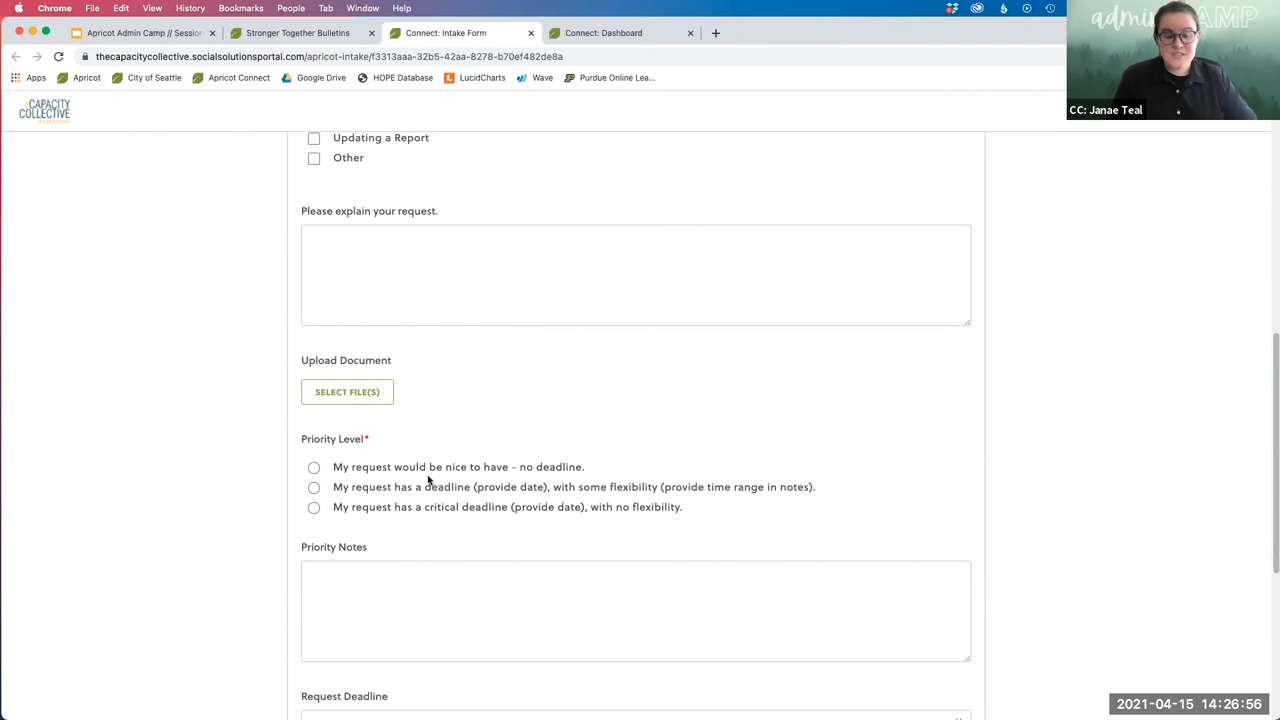 Chrome File Edit View History Bookmarks People Tab Window Help
Apricot Admin Camp // Session
Stronger Together Bulletins
Connect: Intake Form
Connect: Dashboard
thecapacitycollective.socialsolutionsportal.com/apricot-intake/f3313aaa-32b5-42aa-8278-b70ef482de8a
Apps Apricot City of Seattle Apricot Connect Google Drive HOPE Database LucidCharts Wave Purdue Online Lea...
CC: Janae Teal
CAPACITY
COLLECTIVE
Updating a Report
Other
Please explain your request.
Upload Document
SELECT FILE(S)
Priority Level*
My request would be nice to have - no deadline.
My request has a deadline (provide date), with some flexibility (provide time range in notes).
My request has a critical deadline (provide date), with no flexibility.
Priority Notes
Request Deadline
2021-04-15 14:26:56